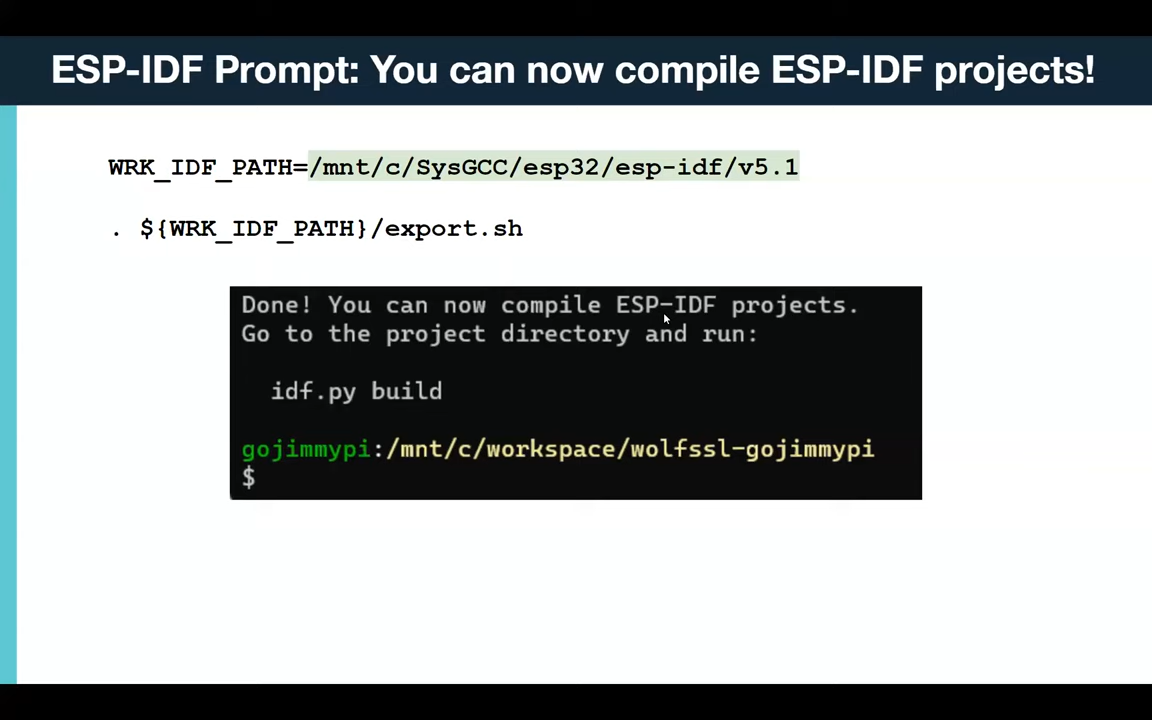 ESP-IDF Prompt: You can now compile ESP-IDF projects!
WRK_IDF_PATH=/mnt/c/SysGCC/esp32/esp-idf/v5.1
. ${WRK_IDF_PATH}/export.sh
Done! You can now compile ESP-IDF projects.
Go to the project directory and run:
idf.py build
gojimmypi:/mnt/c/workspace/wolfssl-gojimmypi
$